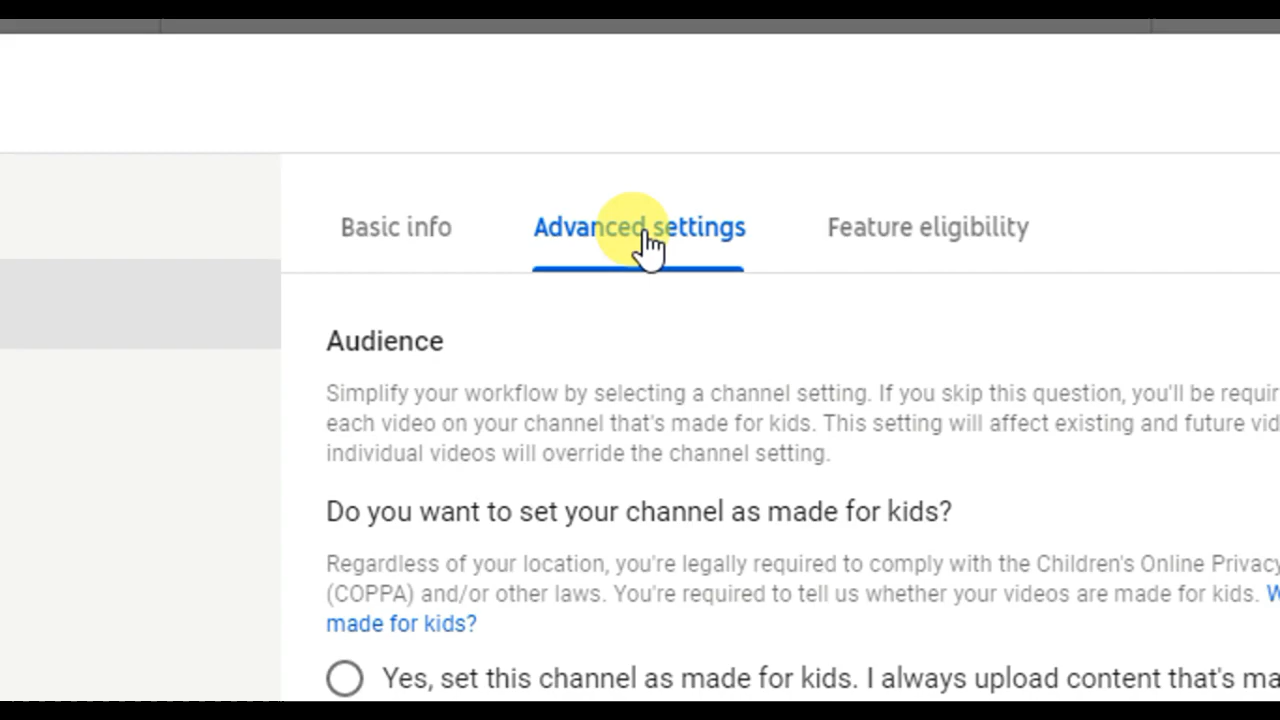 Basic info Advanced settings Feature eligibility
Audience
Simplify your workflow by selecting a channel setting. If you skip this question, you'll be
each video on your channel that's made for kids. This setting will affect existing and future
individual videos will override the channel setting.
Do you want to set your channel as made for kids?
Regardless of your location, you're legally required to comply with the Children's Online Privacy
(COPPA) and/or other laws. You're required to tell us whether your videos are made for kids.
made for kids?
Yes, set this channel as made for kids. I always upload content that's